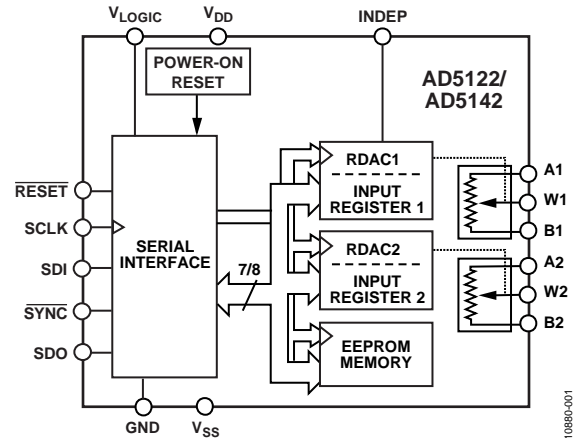 VLOGIC
VDD
INDEP
POWER-ON
RESET
AD5122/
AD5142
RDAC1
INPUT
REGISTER 1
A1
W1
B1
RESET
SCLK
SDI
SYNC
SDO
SERIAL
INTERFACE
7/8
RDAC2
INPUT
REGISTER 2
A2
W2
B2
EEPROM
MEMORY
GND
VSS
10880-001